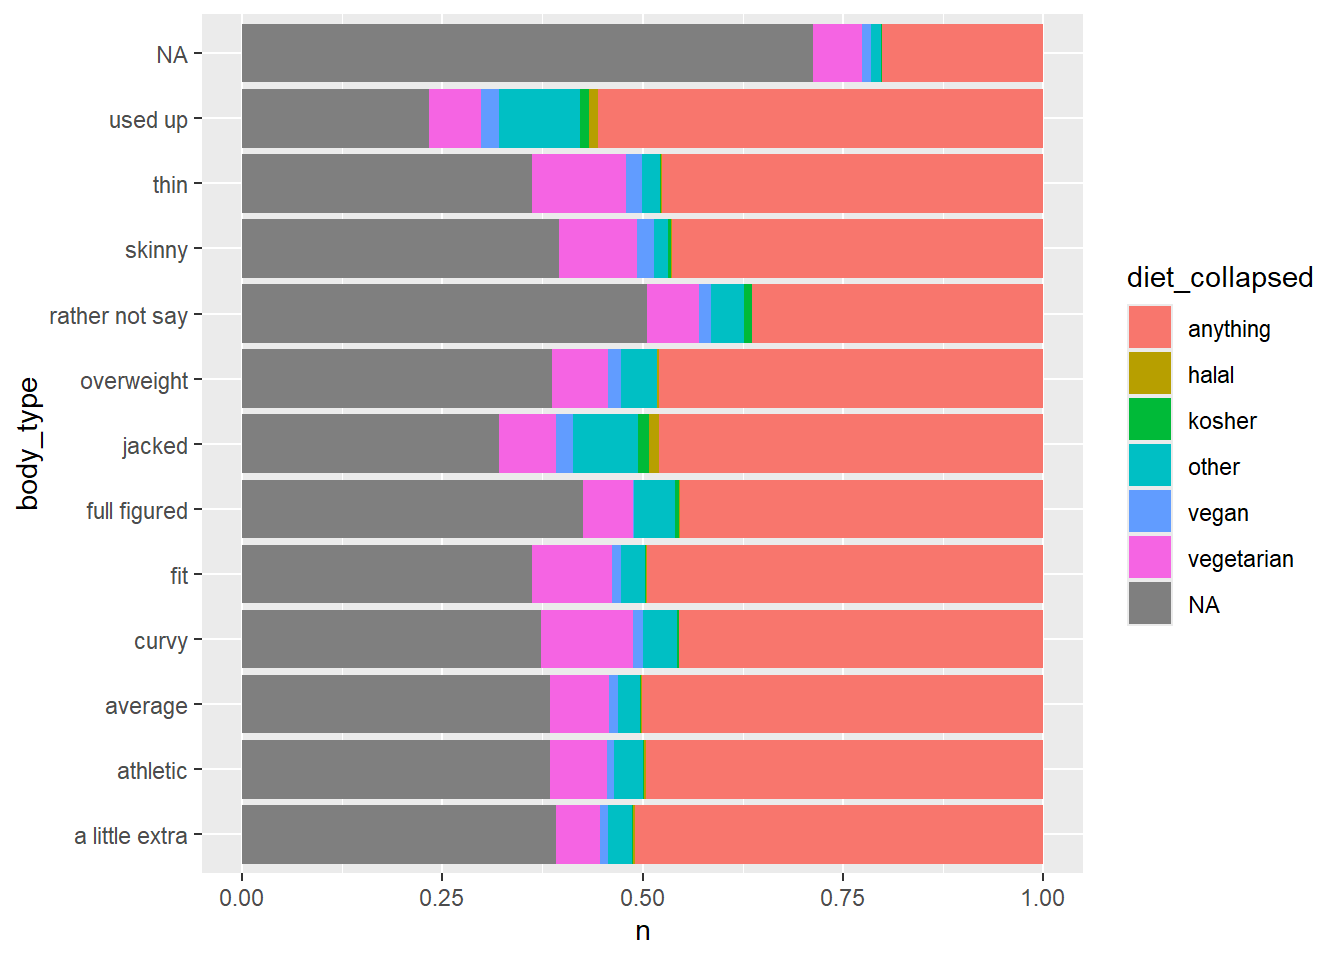 NA
used up
thin
skinny
rather not say
overweight
jacked
full figured
fit
curvy
average
athletic
a little extra
body_type
0.00 0.25 0.50 0.75 1.00
n
diet_collapsed
anything
halal
kosher
other
vegan
vegetarian
NA